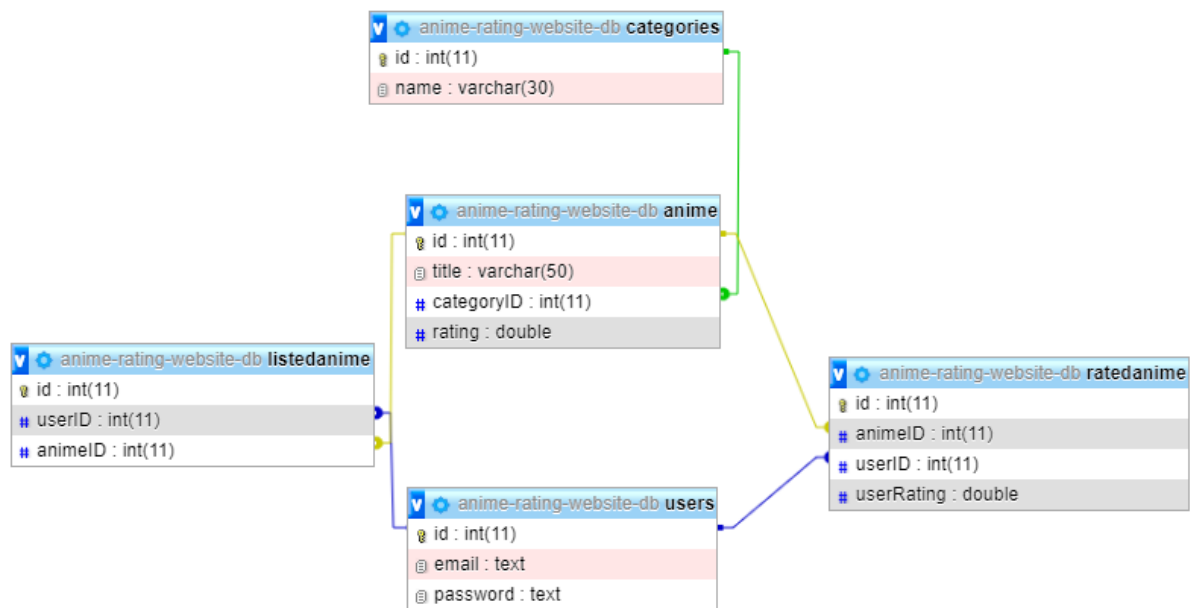 v anime-rating-website-db categories
id : int(11)
name : varchar(30)
v anime-rating-website-db anime
id : int(11)
title : varchar(50)
# categoryID : int(11)
# rating : double
v anime-rating-website-db listedanime
id : int(11)
# userID : int(11)
# animeID : int(11)
v anime-rating-website-db ratedanime
id : int(11)
# animeID : int(11)
# userID : int(11)
# userRating : double
v anime-rating-website-db users
id : int(11)
email : text
password : text